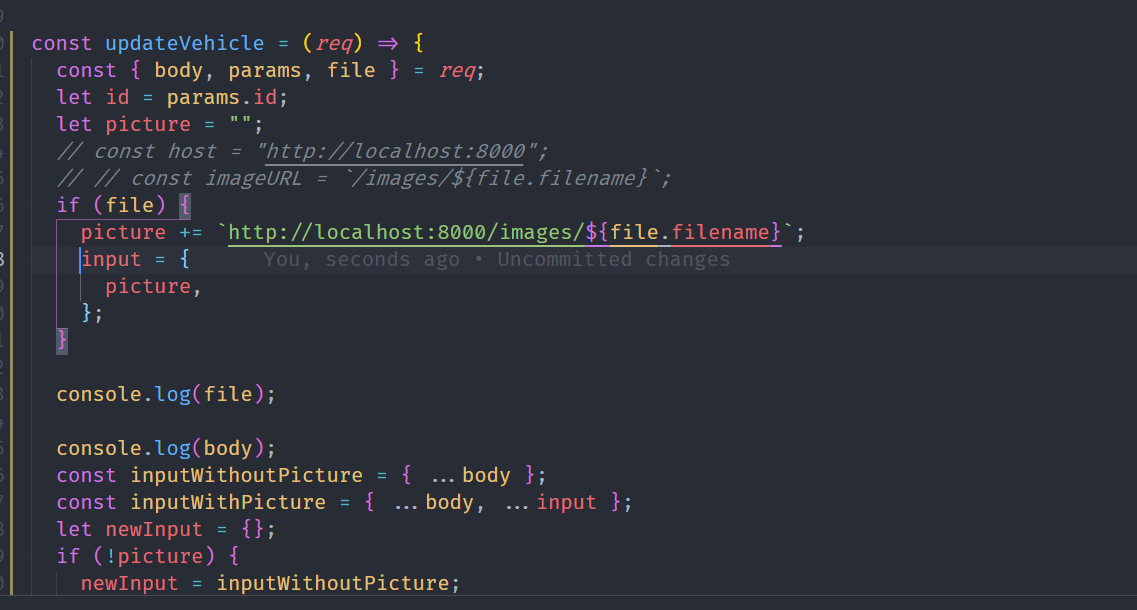 const updateVehicle = (req) => {
const { body, params, file } = req;
let id = params.id;
let picture = "";
// const host = "http://localhost:8000";
// // const imageURL = `/images/${file.filename}`;
if (file) {
picture += `http://localhost:8000/images/${file.filename}`;
input = { You, seconds ago • Uncommitted changes
picture,
};
}
console.log(file);
console.log(body);
const inputWithoutPicture = { ...body };
const inputWithPicture = { ...body, ...input };
let newInput = {};
if (!picture) {
newInput = inputWithoutPicture;